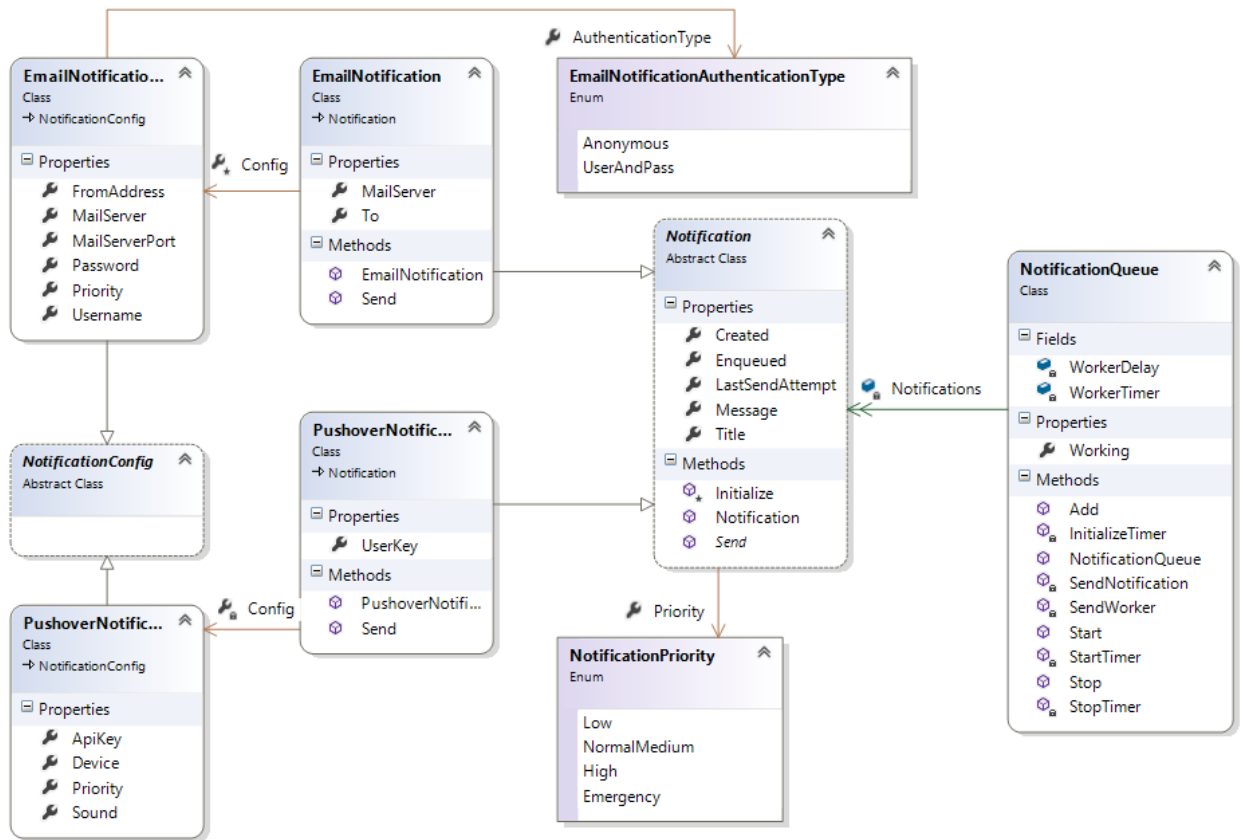 AuthenticationType
EmailNotificatio...
Class
NotificationConfig
Properties
FromAddress
MailServer
MailServerPort
Password
Priority
Username
Config
EmailNotification
Class
Notification
Properties
MailServer
To
Methods
EmailNotification
Send
EmailNotificationAuthenticationType
Enum
Anonymous
UserAndPass
Notification
Abstract Class
Properties
Created
Enqueued
LastSendAttempt
Message
Title
Methods
Initialize
Notification
Send
Notifications
NotificationQueue
Class
Fields
WorkerDelay
WorkerTimer
Properties
Working
Methods
Add
InitializeTimer
NotificationQueue
SendNotification
SendWorker
Start
StartTimer
Stop
StopTimer
NotificationConfig
Abstract Class
PushoverNotific...
Class
Notification
Properties
UserKey
Methods
PushoverNotifi...
Send
Config
PushoverNotific...
Class
NotificationConfig
Properties
ApiKey
Device
Priority
Sound
Priority
NotificationPriority
Enum
Low
NormalMedium
High
Emergency